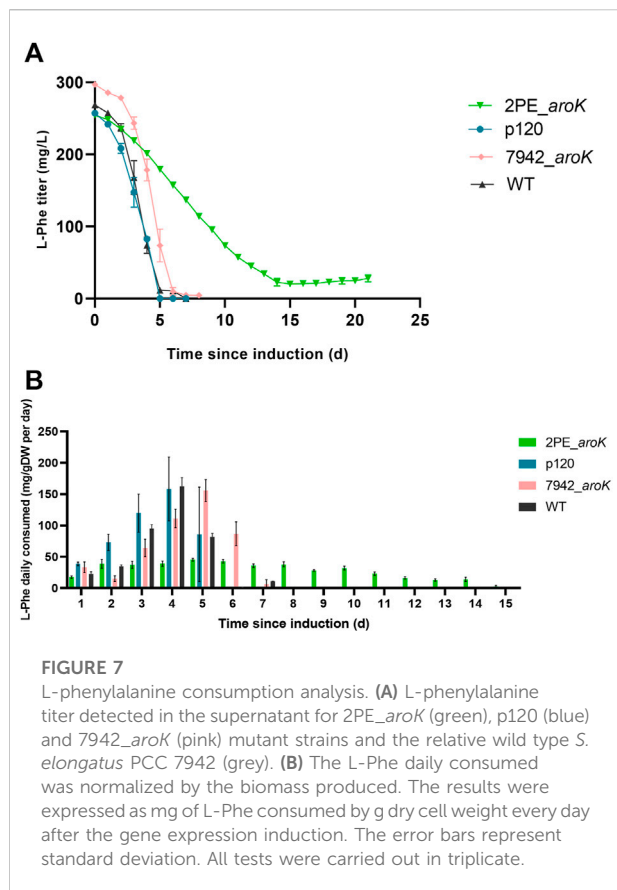 A
300
200
100
0
L-Phe titer (mg/L)
0 5 10 15 20 25
Time since induction (d)
2PE_aroK
p120
7942_aroK
WT
B
250
200
150
100
50
0
L-Phe daily consumed (mg/gDW per day)
1 2 3 4 5 6 7 8 9 10 11 12 13 14 15
Time since induction (d)
2PE_aroK
p120
7942_aroK
WT
FIGURE 7
L-phenylalanine consumption analysis. (A) L-phenylalanine
titer detected in the supernatant for 2PE_aroK (green), p120 (blue)
and 7942_aroK (pink) mutant strains and the relative wild type S.
elongatus PCC 7942 (grey). (B) The L-Phe daily consumed
was normalized by the biomass produced. The results were
expressed as mg of L-Phe consumed by g dry cell weight every day
after the gene expression induction. The error bars represent
standard deviation. All tests were carried out in triplicate.